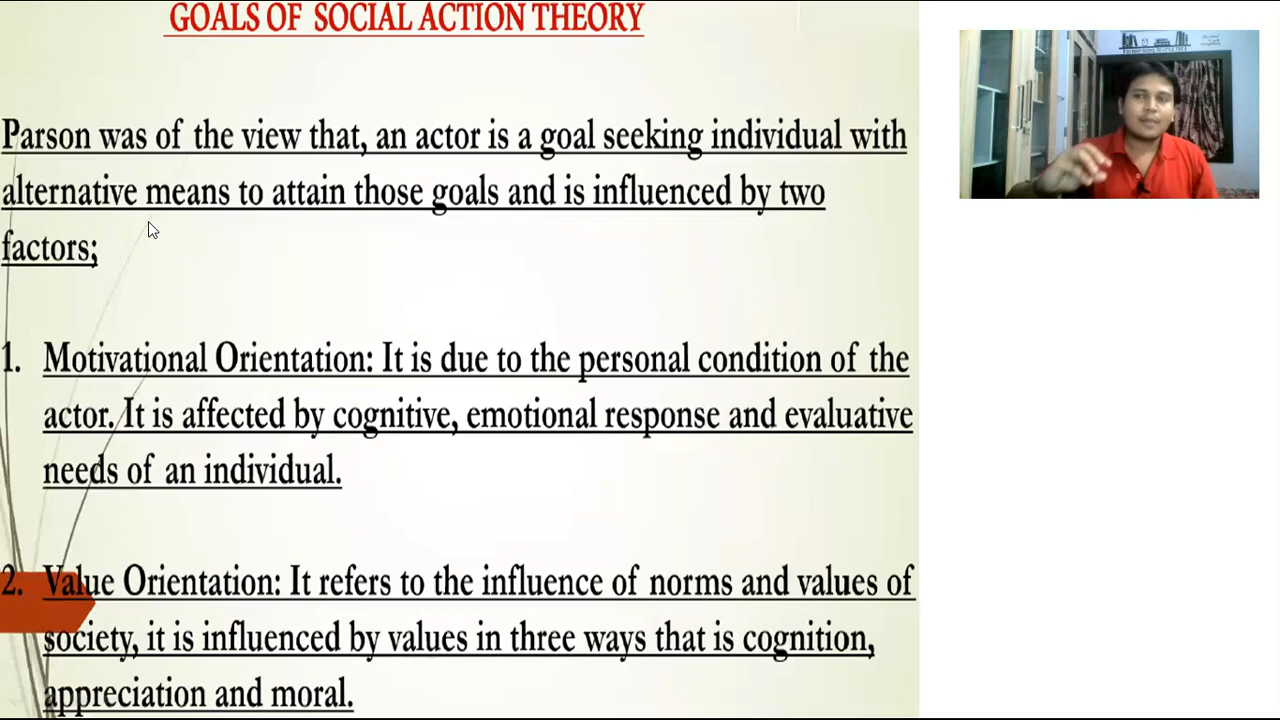 GOALS OF SOCIAL ACTION THEORY
Parson was of the view that, an actor is a goal seeking individual with
alternative means to attain those goals and is influenced by two
factors;
1. Motivational Orientation: It is due to the personal condition of the
actor. It is affected by cognitive, emotional response and evaluative
needs of an individual.
2. Value Orientation: It refers to the influence of norms and values of
society, it is influenced by values in three ways that is cognition,
appreciation and moral.